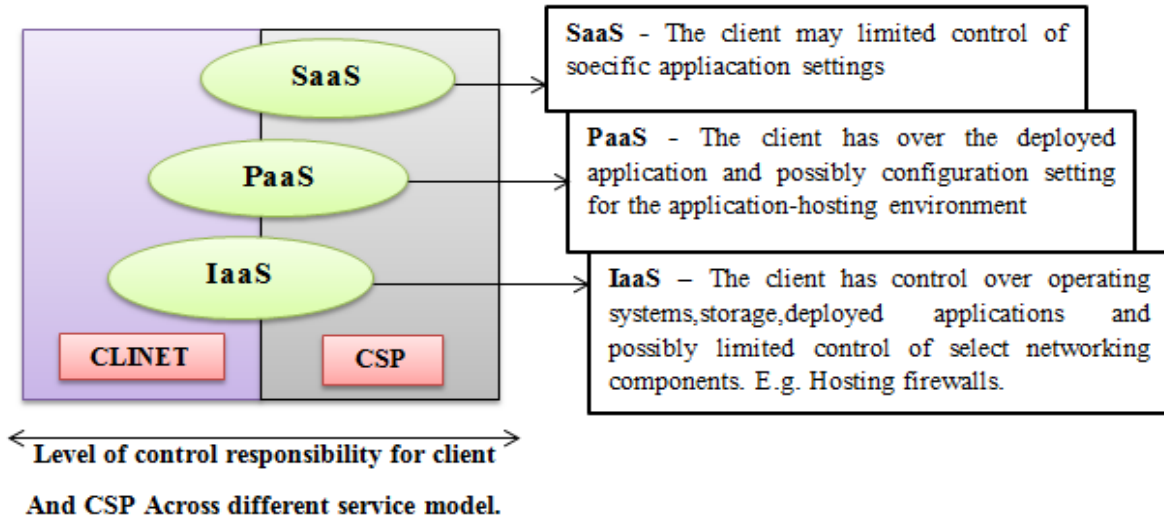 SaaS
PaaS
IaaS
CLINET
CSP
SaaS - The client may limited control of
soecific appliacation settings
PaaS - The client has over the deployed
application and possibly configuration setting
for the application-hosting environment
IaaS – The client has control over operating
systems,storage,deployed applications and
possibly limited control of select networking
components. E.g. Hosting firewalls.
Level of control responsibility for client
And CSP Across different service model.